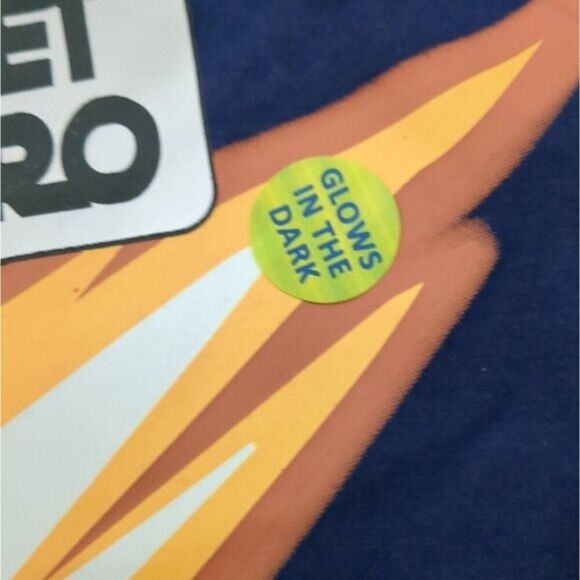 ET
RO
GLOWS
IN THE
DARK